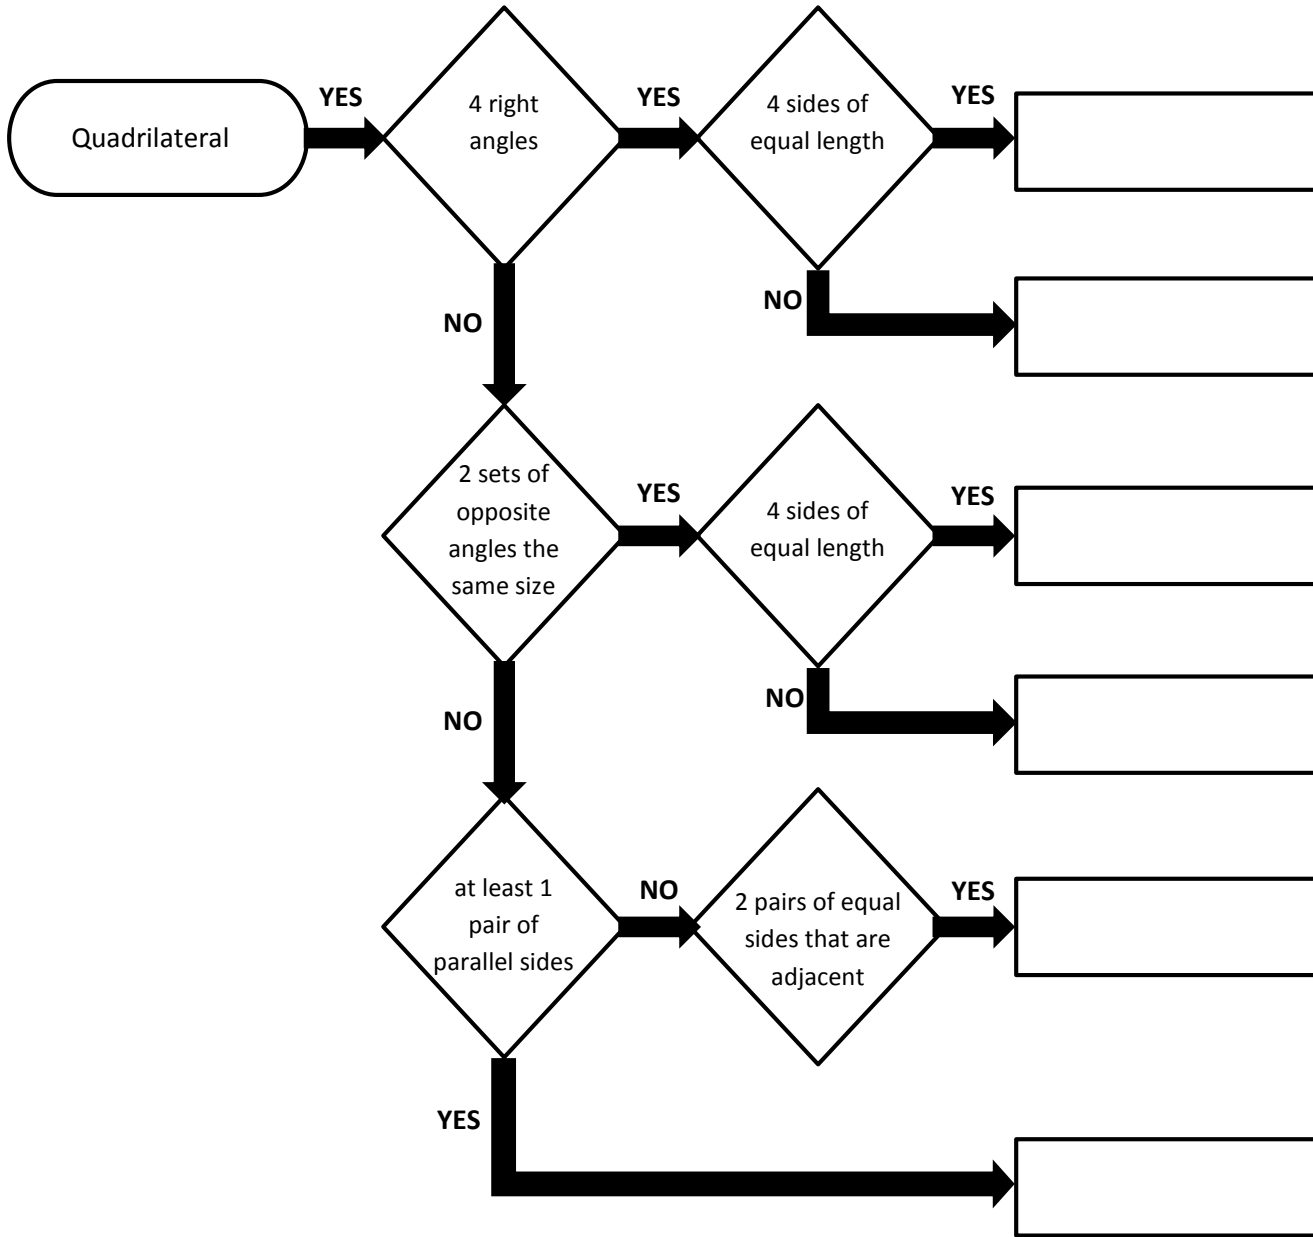 Quadrilateral
YES
4 right
angles
YES
4 sides of
equal length
YES
NO
NO
2 sets of
opposite
angles the
same size
YES
4 sides of
equal length
YES
NO
NO
at least 1
pair of
parallel sides
NO
2 pairs of equal
sides that are
adjacent
YES
YES